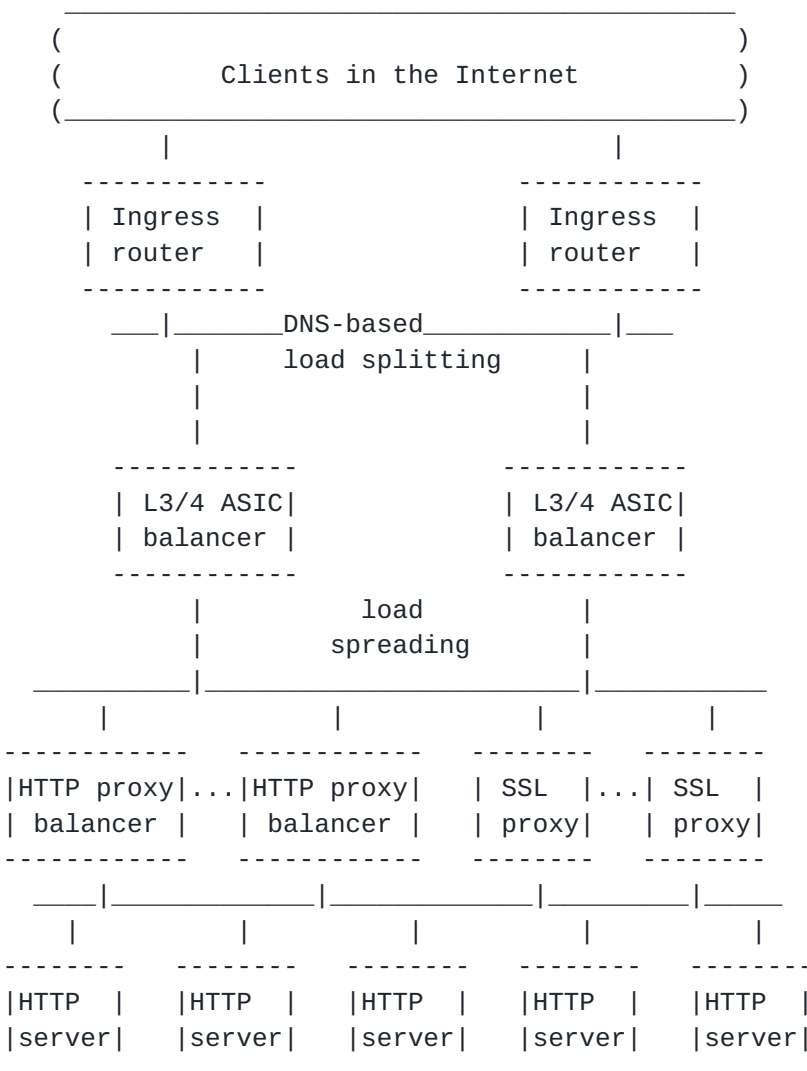 Clients in the Internet
Ingress Ingress
router router
DNS-based
load splitting
L3/4 ASIC L3/4 ASIC
balancer balancer
load
spreading
HTTP proxy ... HTTP proxy SSL ... SSL
balancer balancer proxy proxy
HTTP HTTP HTTP HTTP HTTP
server server server server server